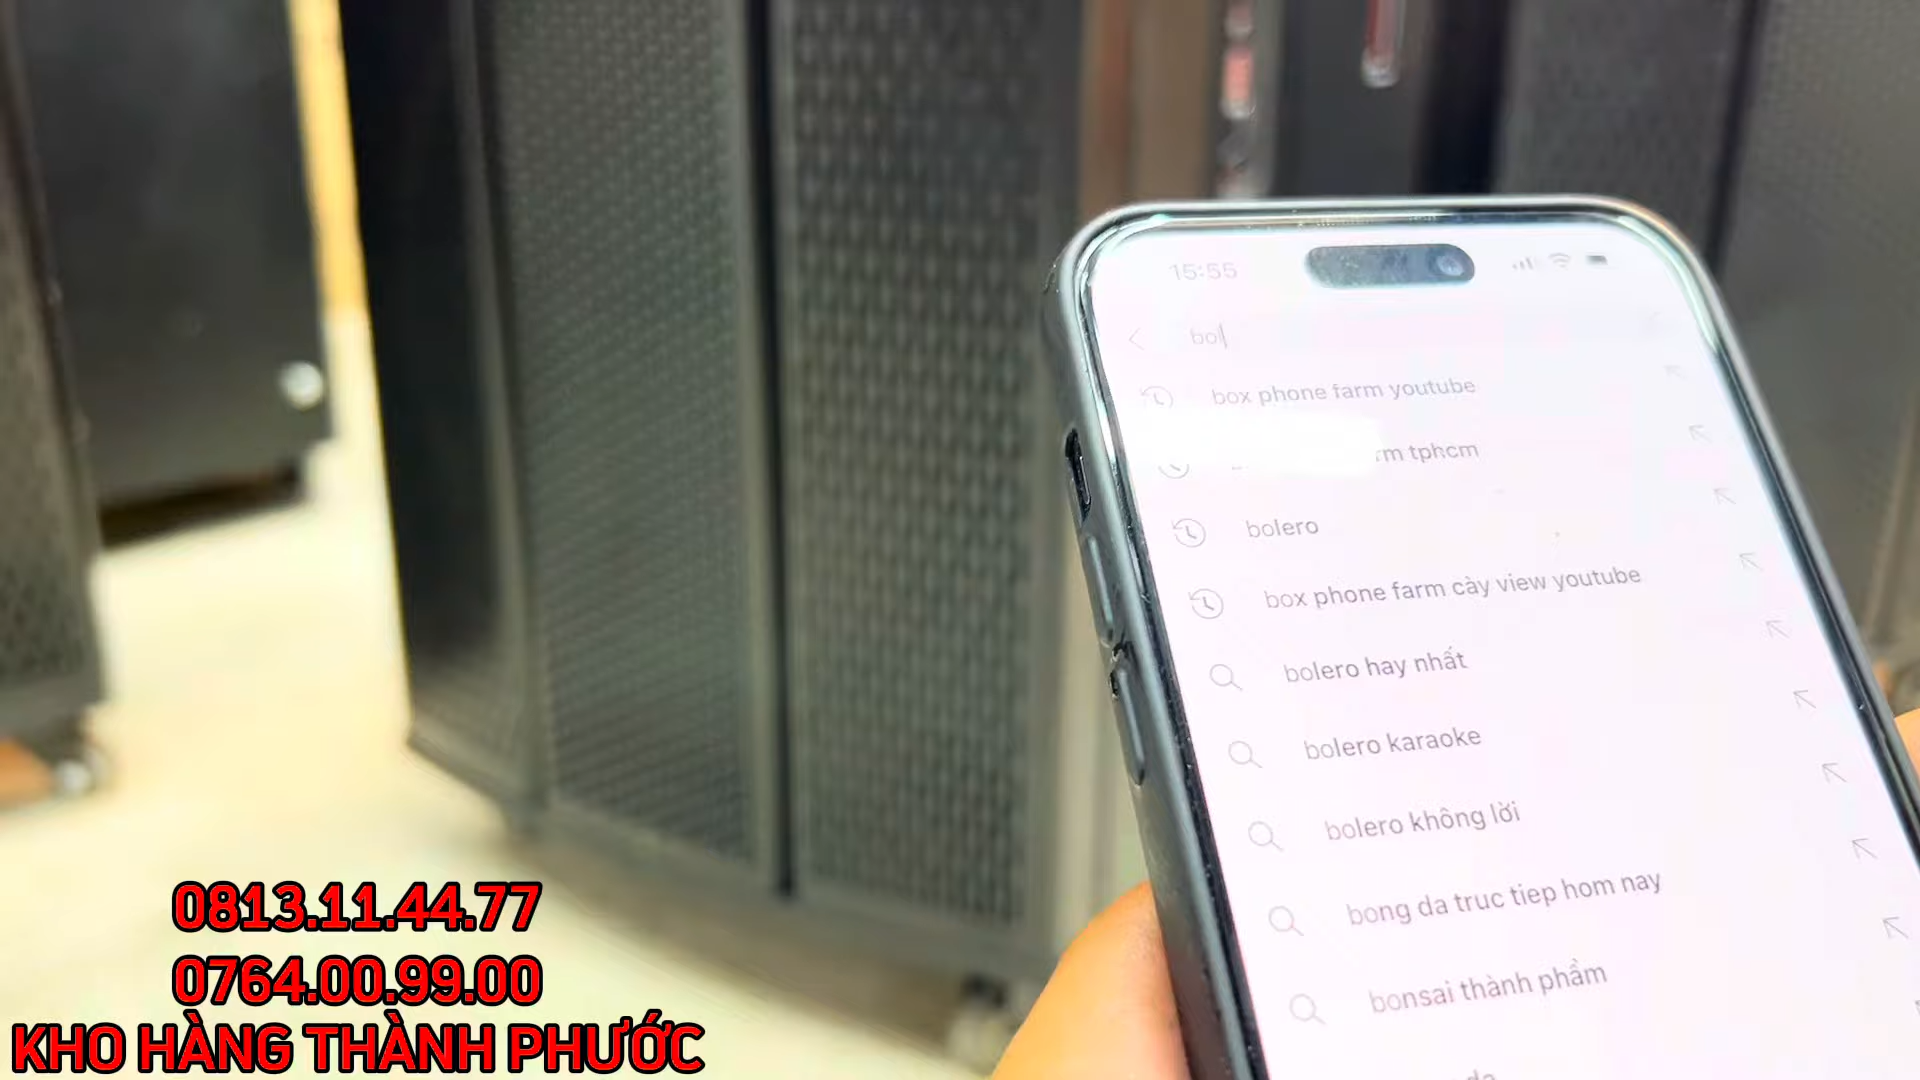 15:55
bol
box phone farm youtube
tphcm
bolero
box phone farm cày view youtube
bolero hay nhất
bolero karaoke
bolero không lời
bong da truc tiep hom nay
bonsai thành phẩm
0813.11.44.77
0764.00.99.00
KHO HÀNG THÀNH PHƯỚC